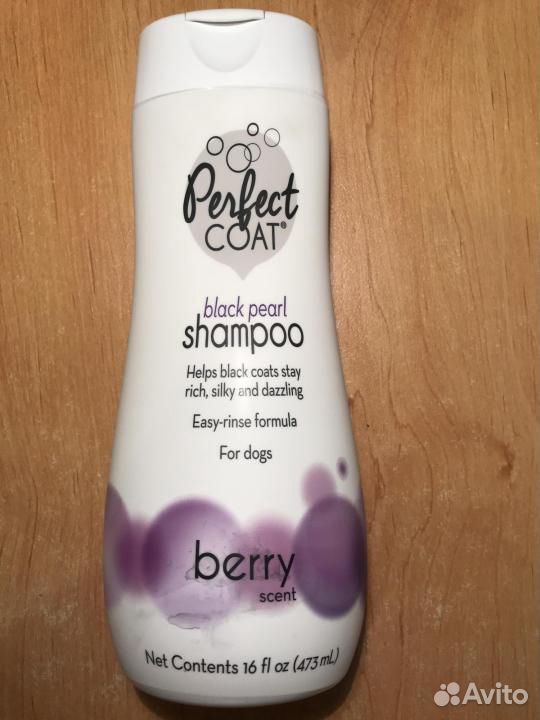 Perfect
COAT®
black pearl
shampoo
Helps black coats stay
rich, silky and dazzling
Easy-rinse formula
For dogs
berry
scent
Net Contents 16 fl oz (473 mL)
Avito